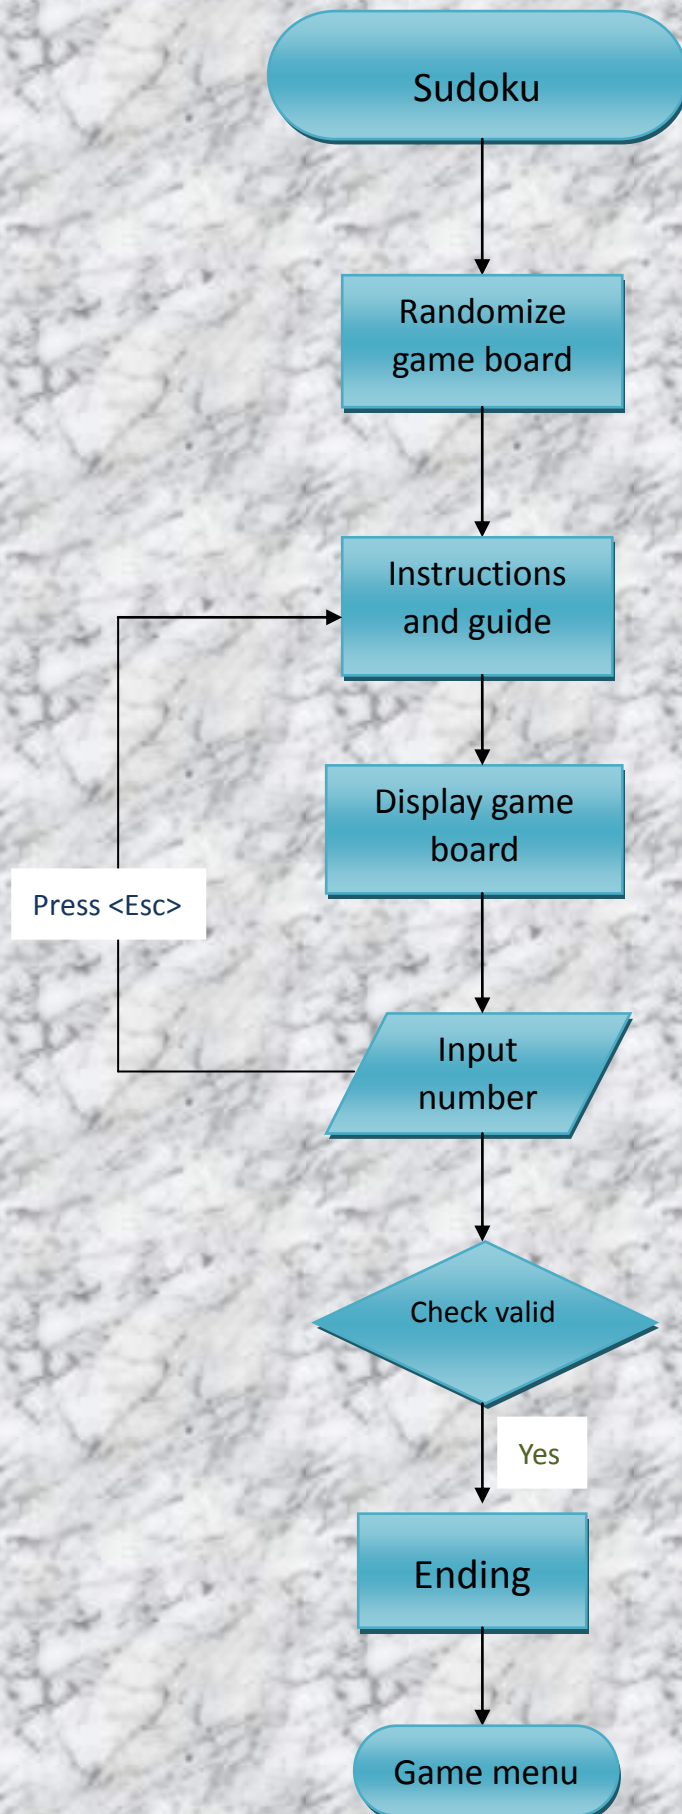 Sudoku
Randomize
game board
Instructions
and guide
Display game
board
Press <Esc>
Input
number
Check valid
Yes
Ending
Game menu